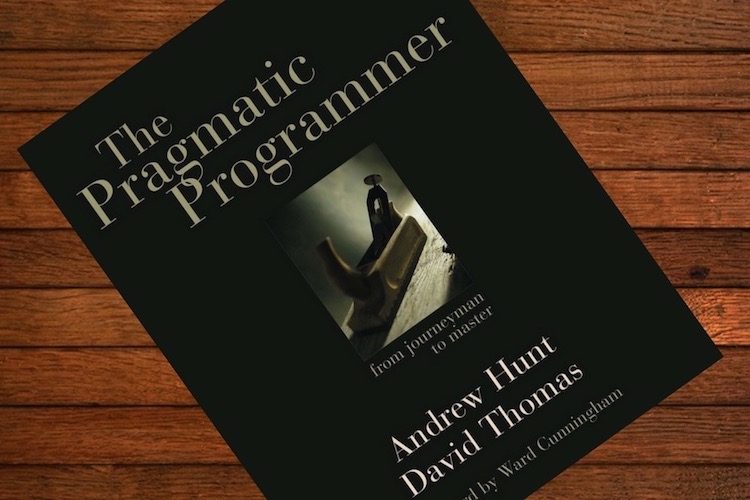 The
Pragmatic
Programmer
from journeyman
to master
Andrew Hunt
David Thomas
by Ward Cunningham